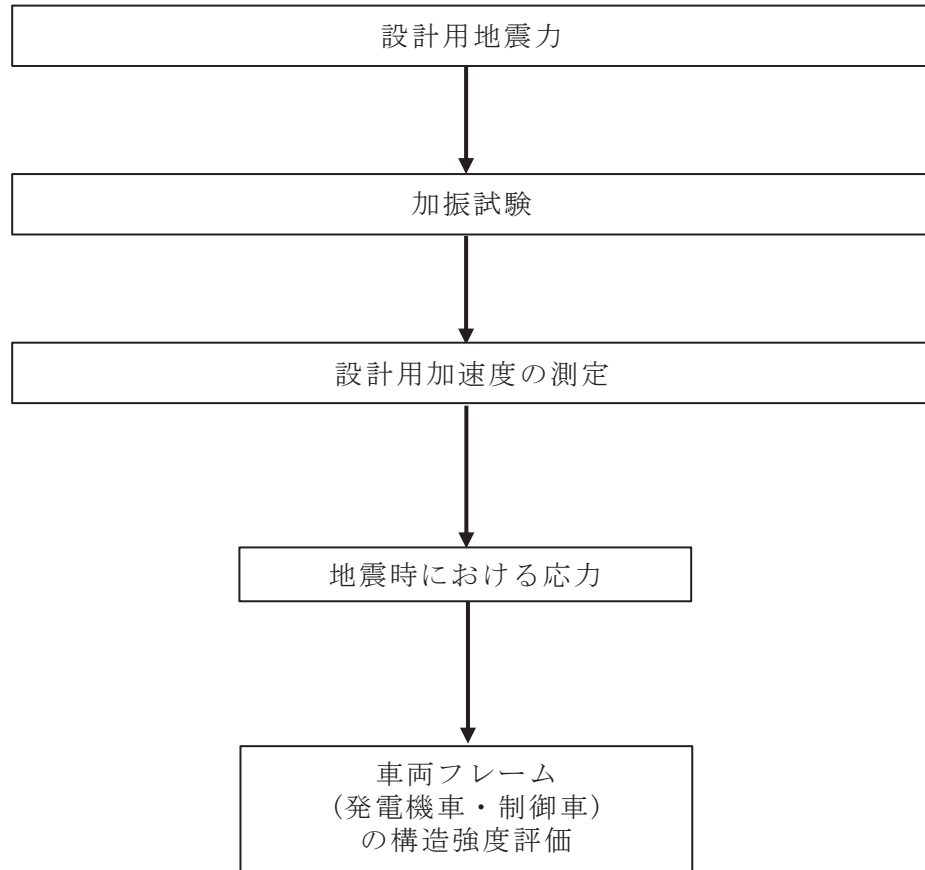 設計用地震力
加振試験
設計用加速度の測定
地震時における応力
車両フレーム
(発電機車・制御車)
の構造強度評価